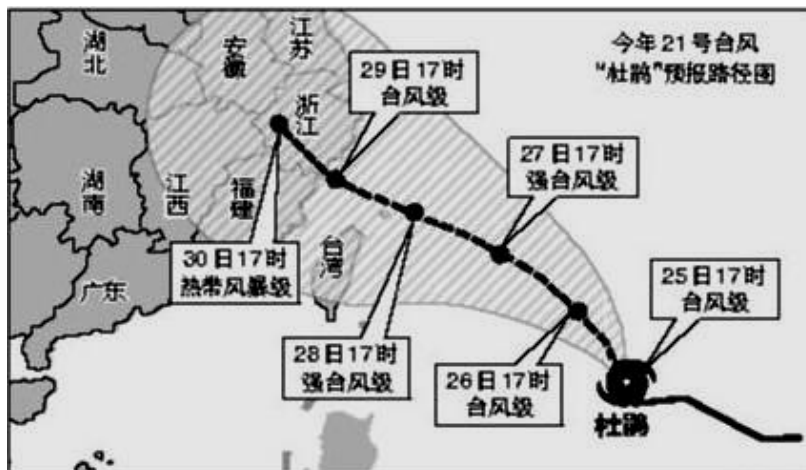 今年21号台风
“杜鹃”预报路径图
湖北
安徽
江苏
浙江
湖南
江西
福建
台湾
广东
29日17时
台风级
27日17时
强台风级
25日17时
台风级
30日17时
热带风暴级
28日17时
强台风级
26日17时
台风级
杜鹃